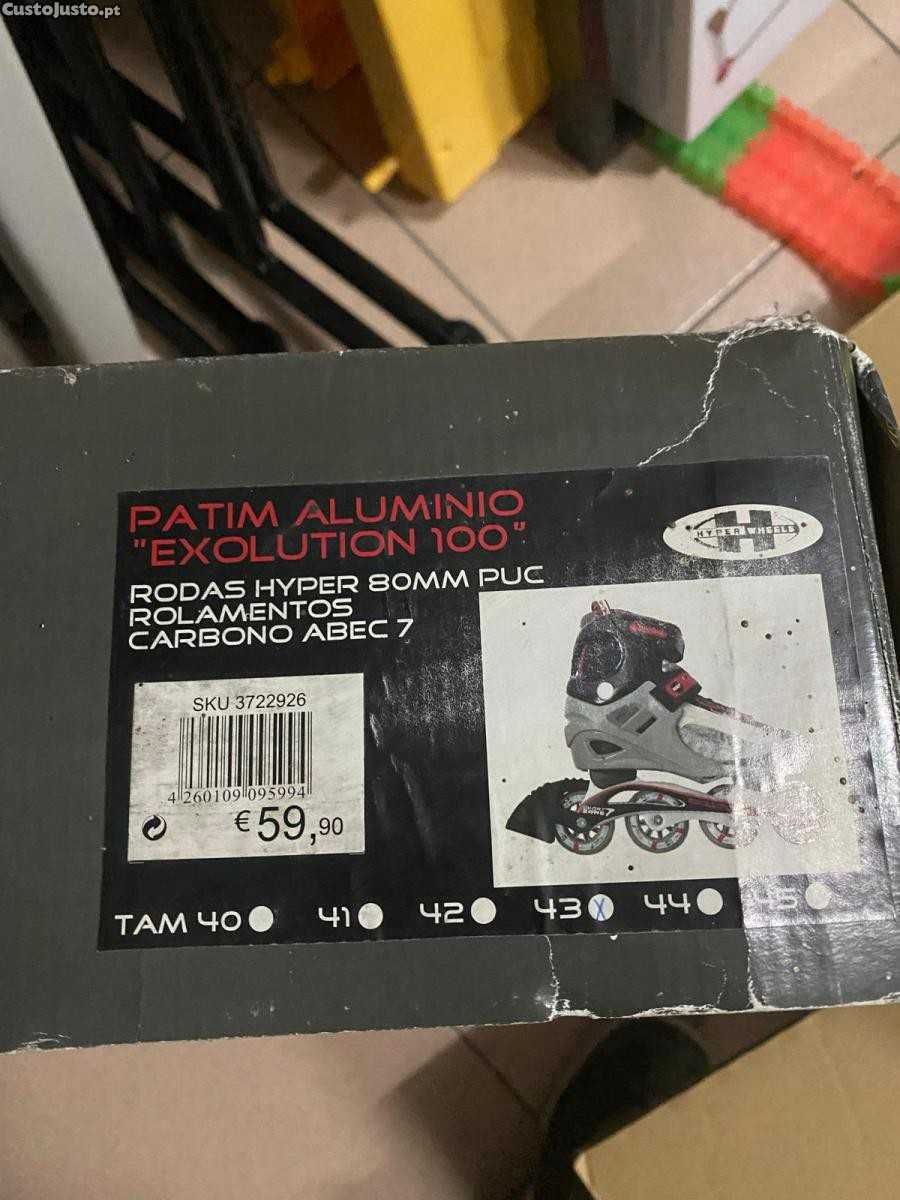 CustoJusto.pt
PATIM ALUMINIO
"EXOLUTION 100"
HYPER WHEELS
RODAS HYPER 80MM PUC
ROLAMENTOS
CARBONO ABEC 7
SKU 3722926
4 260109 095994
€ 59,90
TAM 40 41 42 43 X 44 45